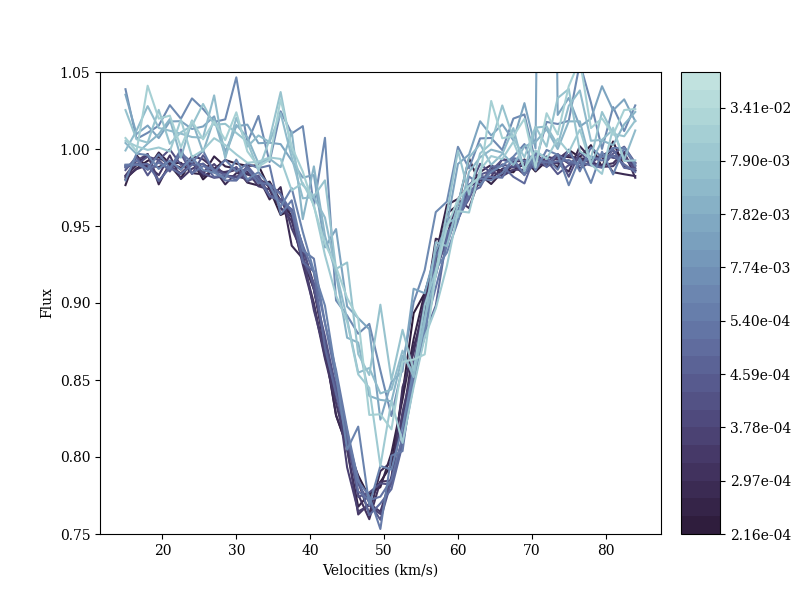 1.05
1.00
0.95
0.90
0.85
0.80
0.75
Flux
20
30
40
50
60
70
80
Velocities (km/s)
3.41e-02
7.90e-03
7.82e-03
7.74e-03
5.40e-04
4.59e-04
3.78e-04
2.97e-04
2.16e-04